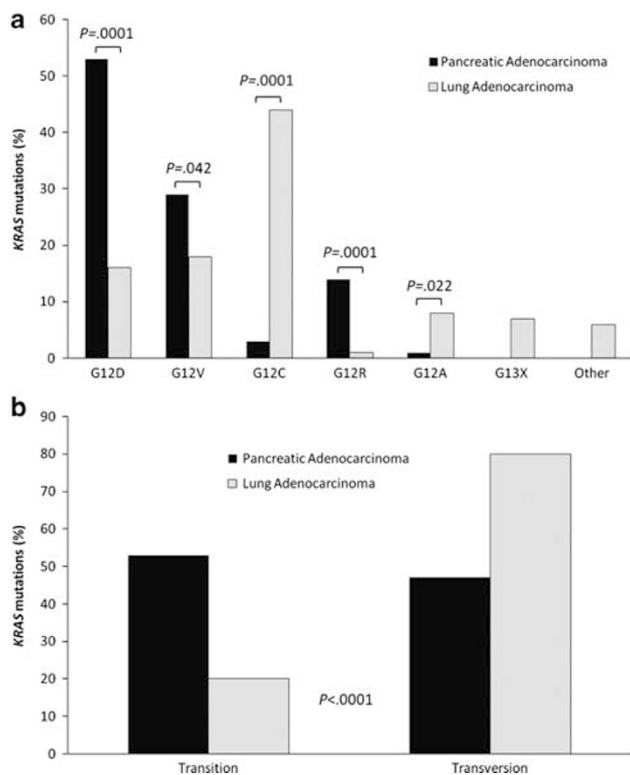 a
60
50
40
30
20
10
0
KRAS mutations (%)
P=.0001
P=.042
P=.0001
P=.0001
P=.022
Pancreatic Adenocarcinoma
Lung Adenocarcinoma
G12D G12V G12C G12R G12A G13X Other
b
90
80
70
60
50
40
30
20
10
0
KRAS mutations (%)
Pancreatic Adenocarcinoma
Lung Adenocarcinoma
P<.0001
Transition Transversion